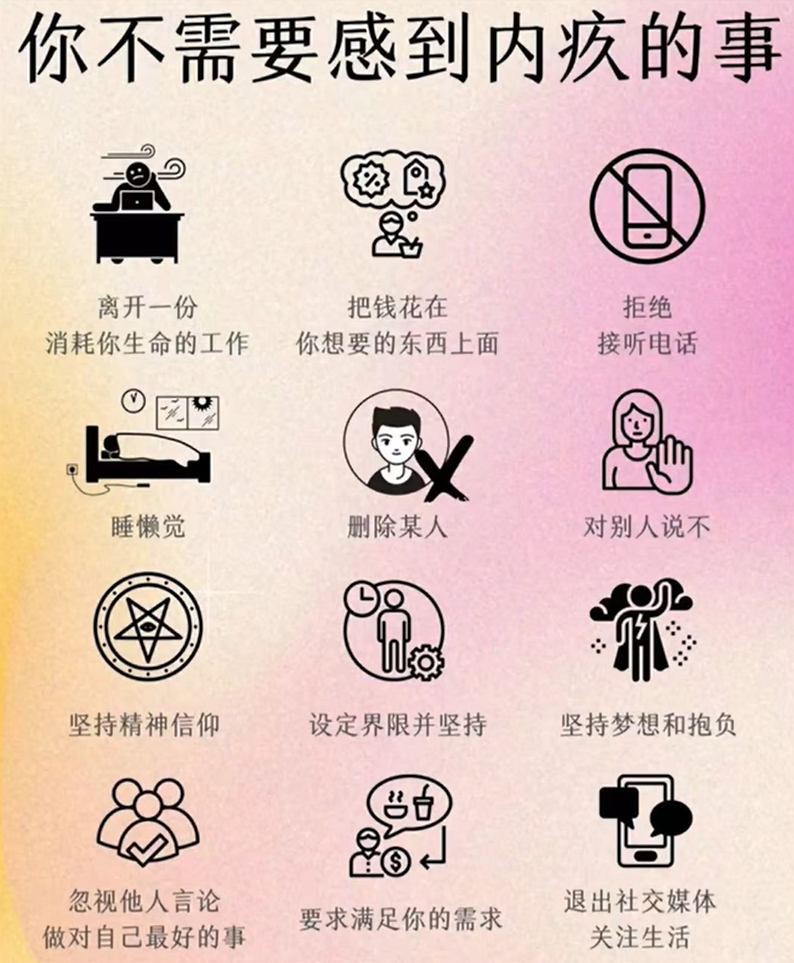 你不需要感到内疚的事
离开一份
消耗你生命的工作
把钱花在
你想要的东西上面
拒绝
接听电话
睡懒觉
删除某人
对别人说不
坚持精神信仰
设定界限并坚持
坚持梦想和抱负
忽视他人言论
做对自己最好的事
要求满足你的需求
退出社交媒体
关注生活